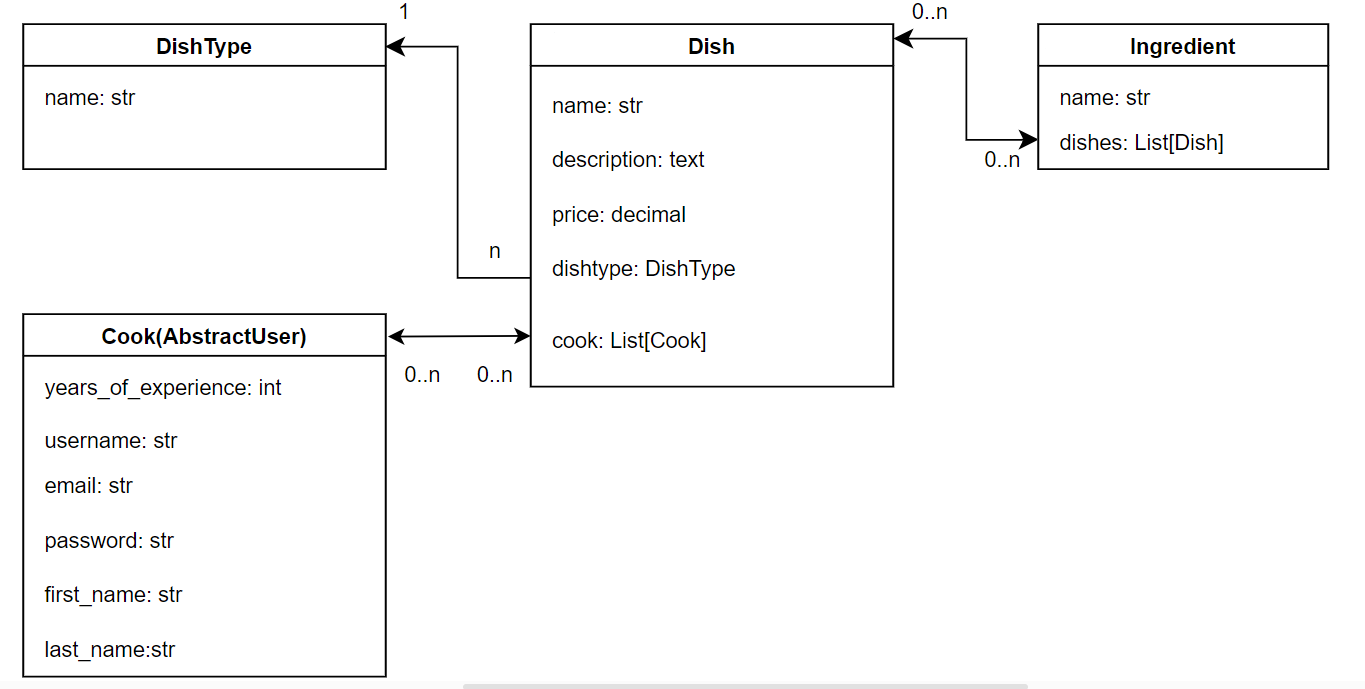 1
DishType
name: str
Dish
name: str
description: text
price: decimal
dishtype: DishType
cook: List[Cook]
n
0..n
Ingredient
name: str
dishes: List[Dish]
0..n
Cook(AbstractUser)
years_of_experience: int
username: str
email: str
password: str
first_name: str
last_name:str
0..n
0..n